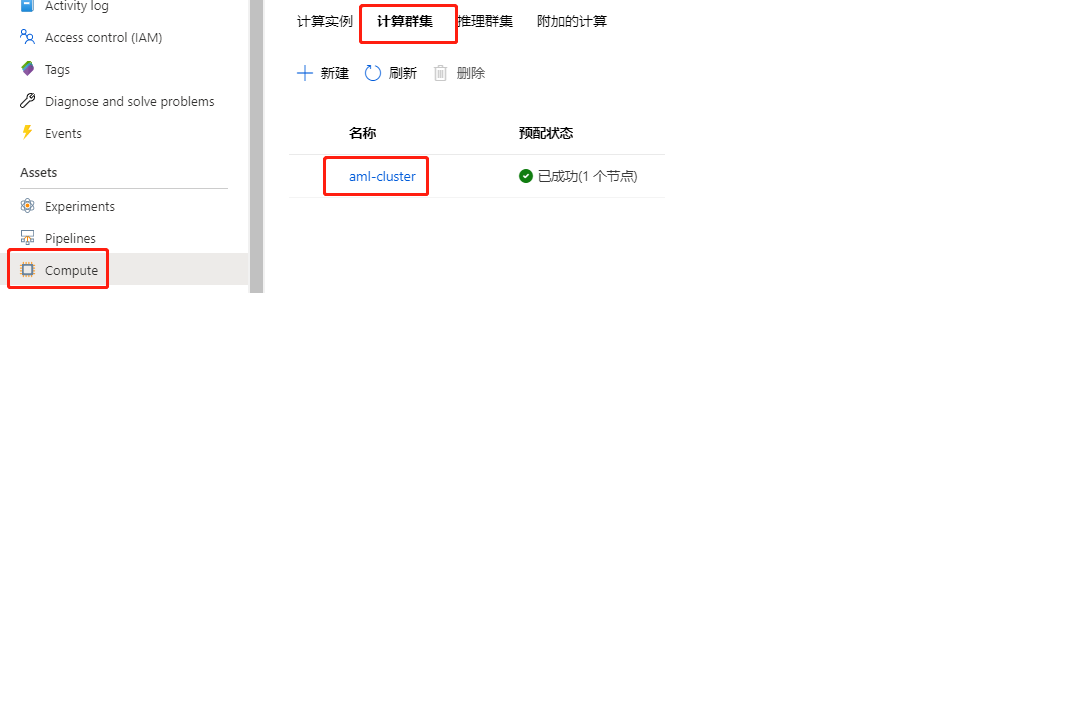 Activity log
Access control (IAM)
Tags
Diagnose and solve problems
Events
Assets
Experiments
Pipelines
Compute
计算实例 计算群集 推理群集 附加的计算
新建 刷新 删除
名称 预配状态
aml-cluster 已成功(1 个节点)